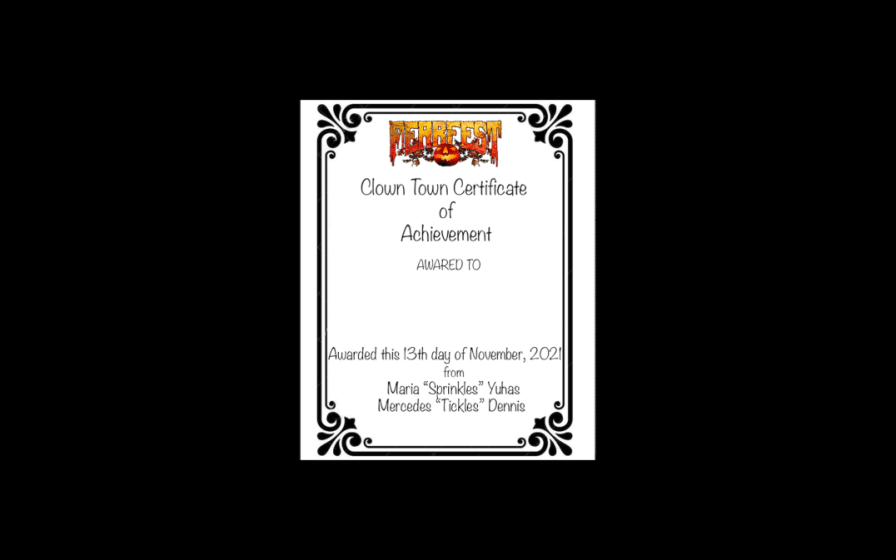 FEARFEST
Clown Town Certificate
of
Achievement
AWARED TO
Awarded this 13th day of November, 2021
from
Maria “Sprinkles” Yuhas
Mercedes “Tickles” Dennis